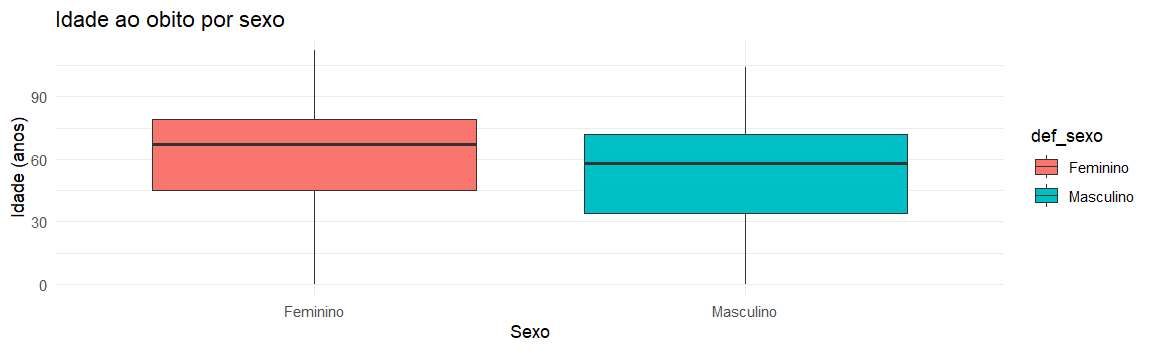 Idade ao obito por sexo
Idade (anos)
90
60
30
0
Feminino
Masculino
Sexo
def_sexo
Feminino
Masculino